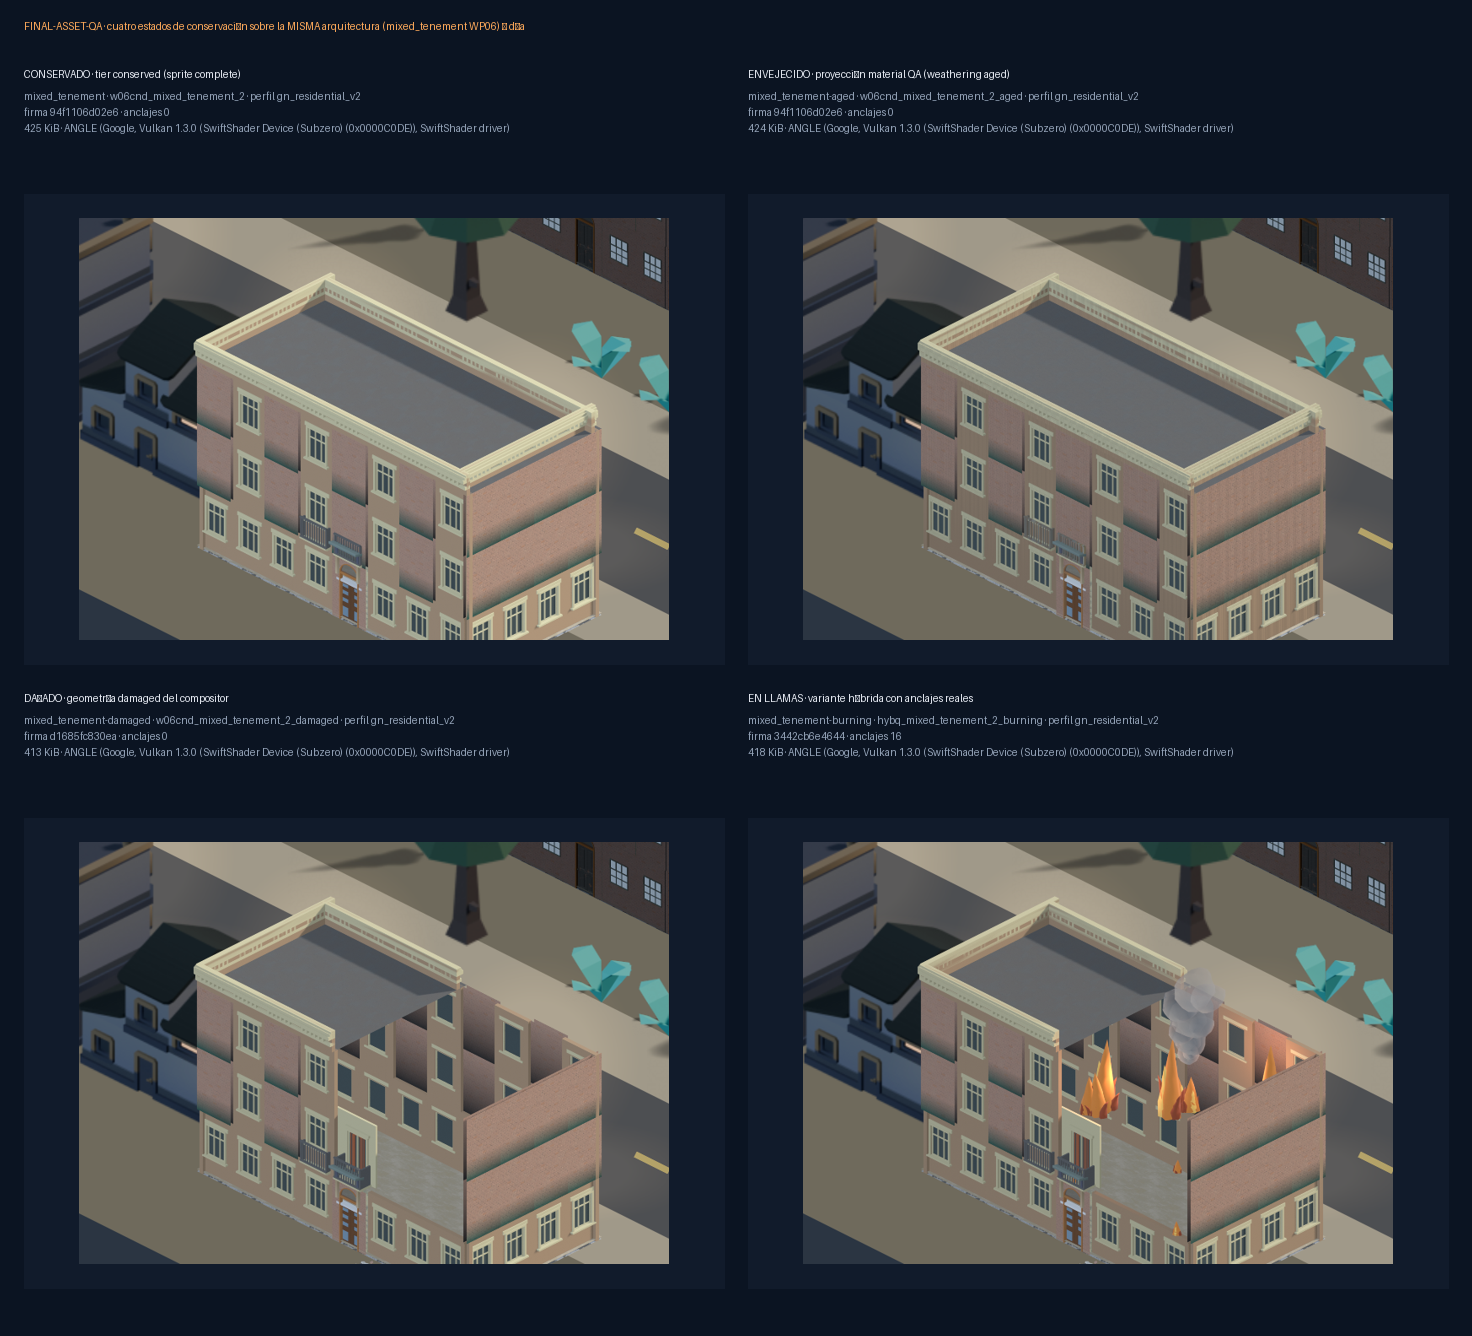 FINAL-ASSET-QA · cuatro estados de conservaci□n sobre la MISMA arquitectura (mixed_tenement WP06) □ d□a
CONSERVADO · tier conserved (sprite complete)
mixed_tenement · w06cnd_mixed_tenement_2 · perfil gn_residential_v2
firma 94f1106d02e6 · anclajes 0
425 KiB · ANGLE (Google, Vulkan 1.3.0 (SwiftShader Device (Subzero) (0x0000C0DE)), SwiftShader driver)
ENVEJECIDO · proyecci□n material QA (weathering aged)
mixed_tenement-aged · w06cnd_mixed_tenement_2_aged · perfil gn_residential_v2
firma 94f1106d02e6 · anclajes 0
424 KiB · ANGLE (Google, Vulkan 1.3.0 (SwiftShader Device (Subzero) (0x0000C0DE)), SwiftShader driver)
DA□ADO · geometr□a damaged del compositor
mixed_tenement-damaged · w06cnd_mixed_tenement_2_damaged · perfil gn_residential_v2
firma d1685fc830ea · anclajes 0
413 KiB · ANGLE (Google, Vulkan 1.3.0 (SwiftShader Device (Subzero) (0x0000C0DE)), SwiftShader driver)
EN LLAMAS · variante h□brida con anclajes reales
mixed_tenement-burning · hybq_mixed_tenement_2_burning · perfil gn_residential_v2
firma 3442cb6e4644 · anclajes 16
418 KiB · ANGLE (Google, Vulkan 1.3.0 (SwiftShader Device (Subzero) (0x0000C0DE)), SwiftShader driver)